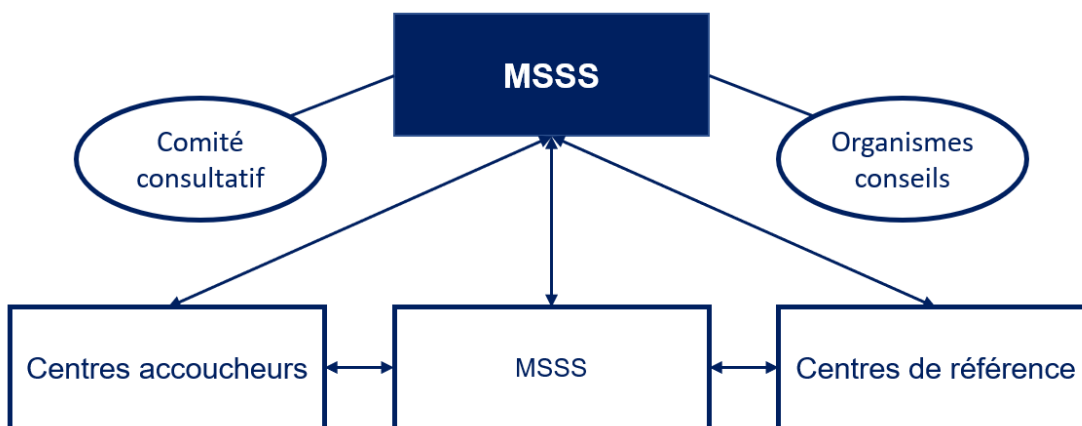 MSSS
Comité
consultatif
Organismes
conseils
Centres accoucheurs
MSSS
Centres de référence